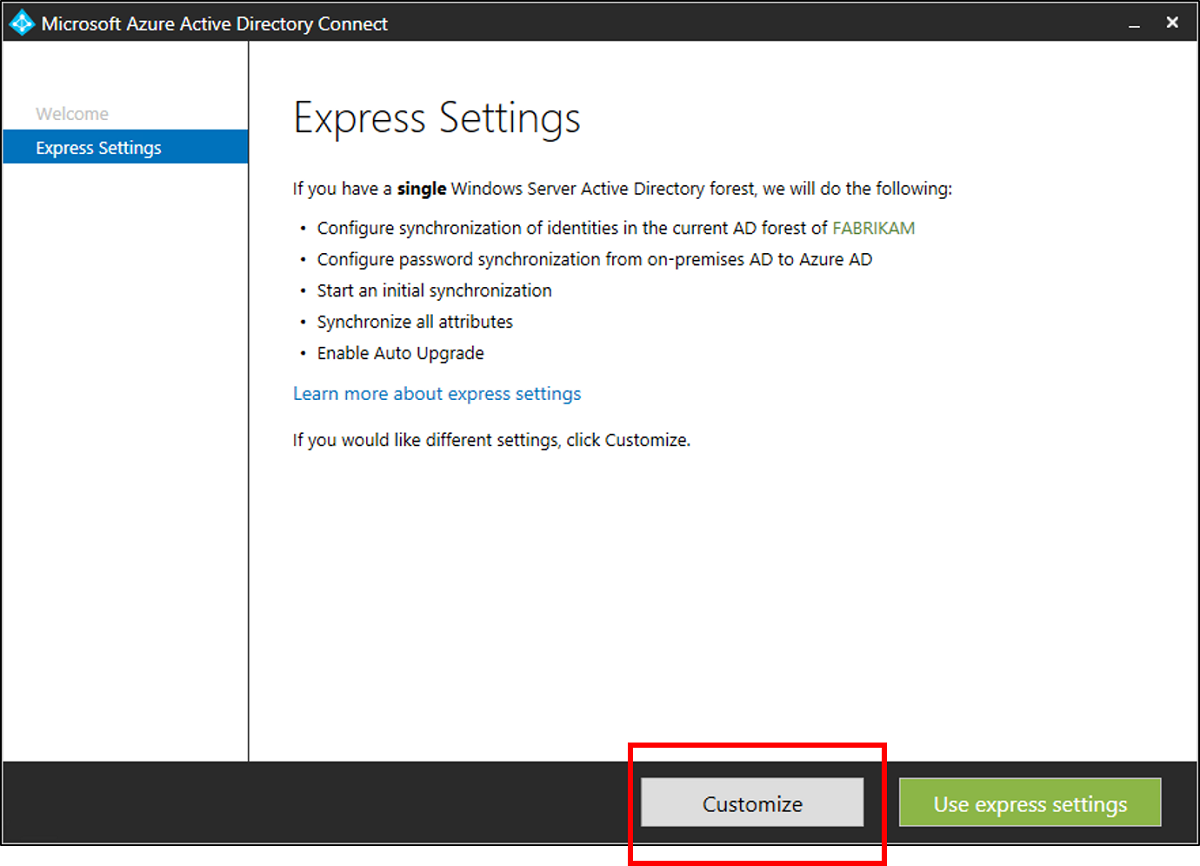 Microsoft Azure Active Directory Connect
Welcome
Express Settings
Express Settings
If you have a single Windows Server Active Directory forest, we will do the following:
• Configure synchronization of identities in the current AD forest of FABRIKAM
• Configure password synchronization from on-premises AD to Azure AD
• Start an initial synchronization
• Synchronize all attributes
• Enable Auto Upgrade
Learn more about express settings
If you would like different settings, click Customize.
Customize
Use express settings